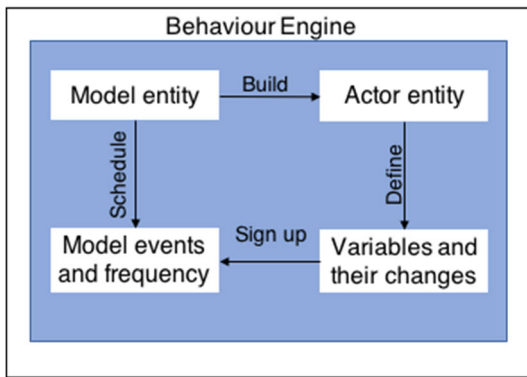 Behaviour Engine
Model entity
Build
Actor entity
Schedule
Define
Model events
and frequency
Sign up
Variables and
their changes